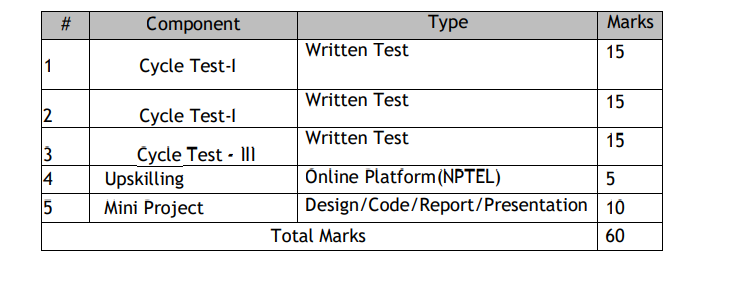 # Component Type Marks
1 Cycle Test-I Written Test 15
2 Cycle Test-I Written Test 15
3 Cycle Test - III Written Test 15
4 Upskilling Online Platform(NPTEL) 5
5 Mini Project Design/Code/Report/Presentation 10
Total Marks 60